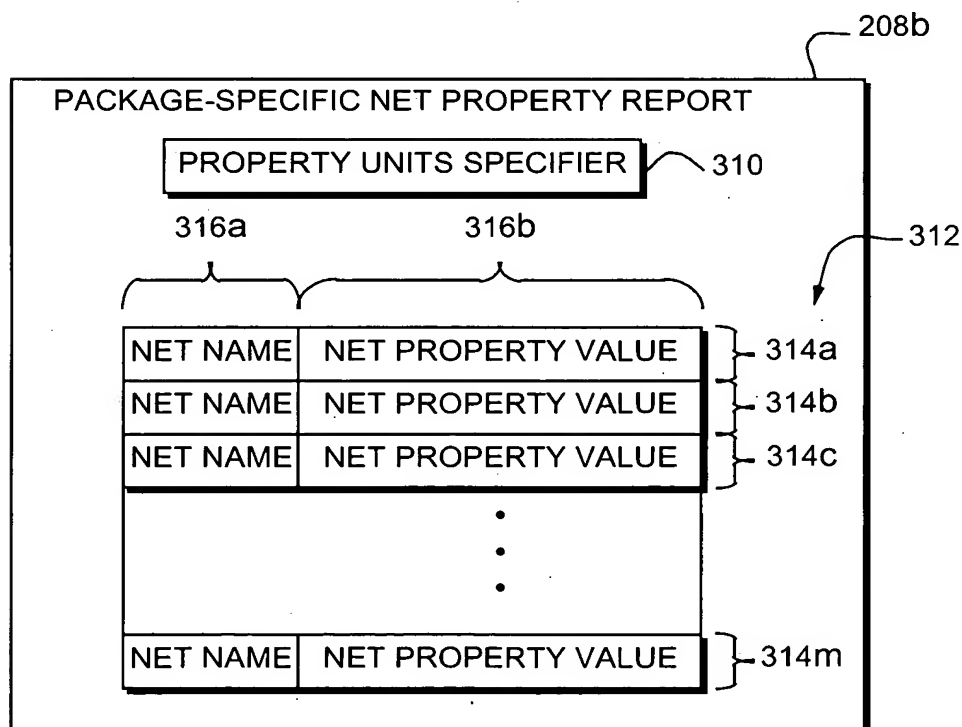 208b
PACKAGE-SPECIFIC NET PROPERTY REPORT
PROPERTY UNITS SPECIFIER 310
316a 316b
312
NET NAME NET PROPERTY VALUE 314a
NET NAME NET PROPERTY VALUE 314b
NET NAME NET PROPERTY VALUE 314c
NET NAME NET PROPERTY VALUE 314m